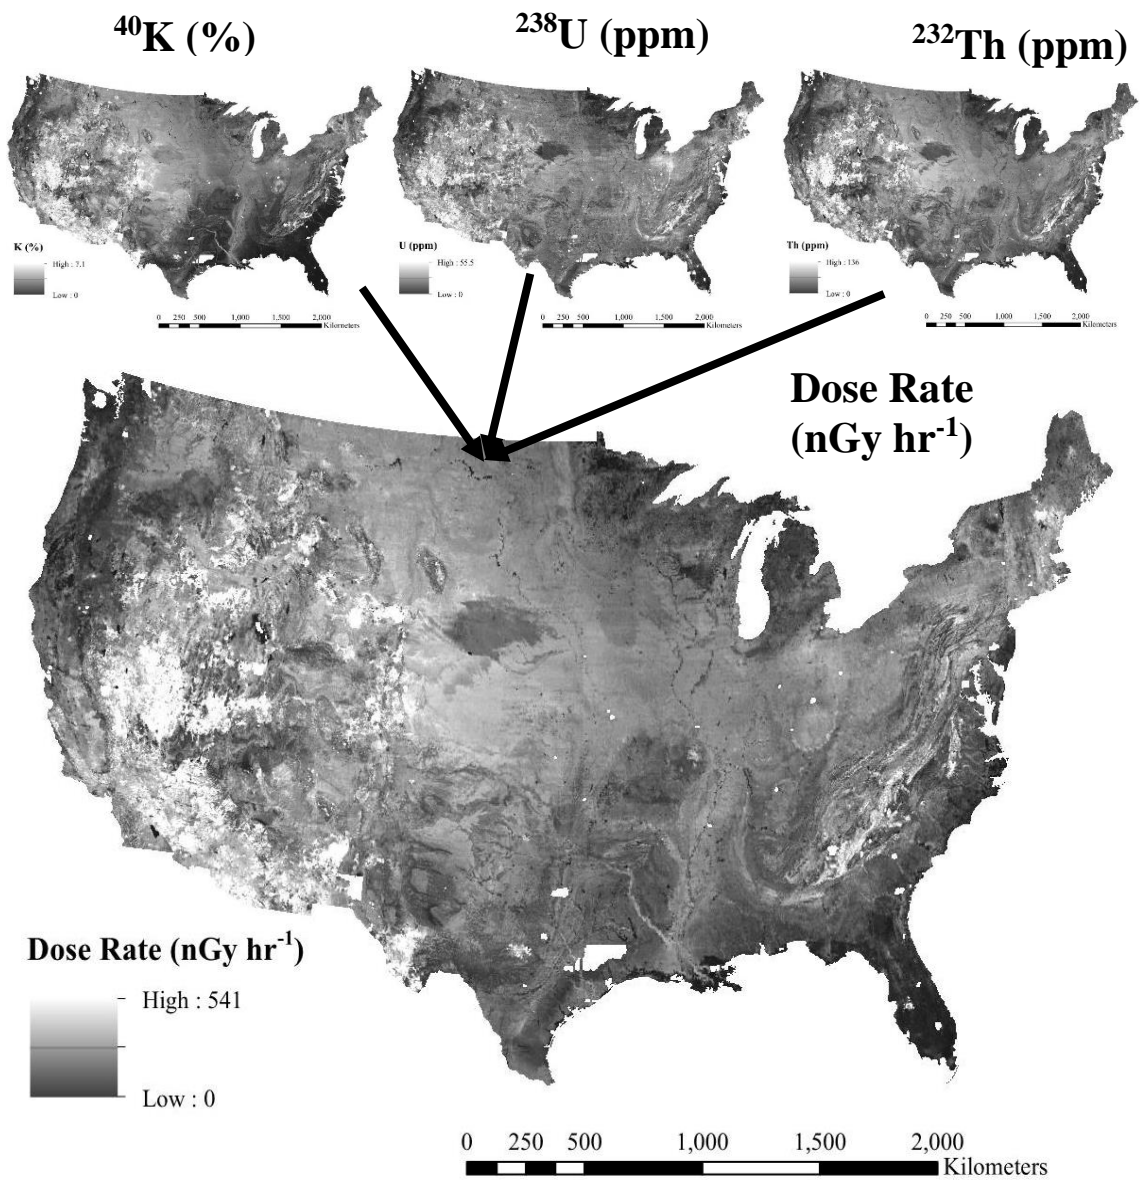 ⁴⁰K (%)
²³⁸U (ppm)
²³²Th (ppm)
K (%)
High : 7.1
Low : 0
0 250 500 1,000 1,500 2,000
Kilometers
U (ppm)
High : 55.5
Low : 0
0 250 500 1,000 1,500 2,000
Kilometers
Th (ppm)
High : 136
Low : 0
0 250 500 1,000 1,500 2,000
Kilometers
Dose Rate
(nGy hr⁻¹)
Dose Rate (nGy hr⁻¹)
High : 541
Low : 0
0 250 500 1,000 1,500 2,000
Kilometers